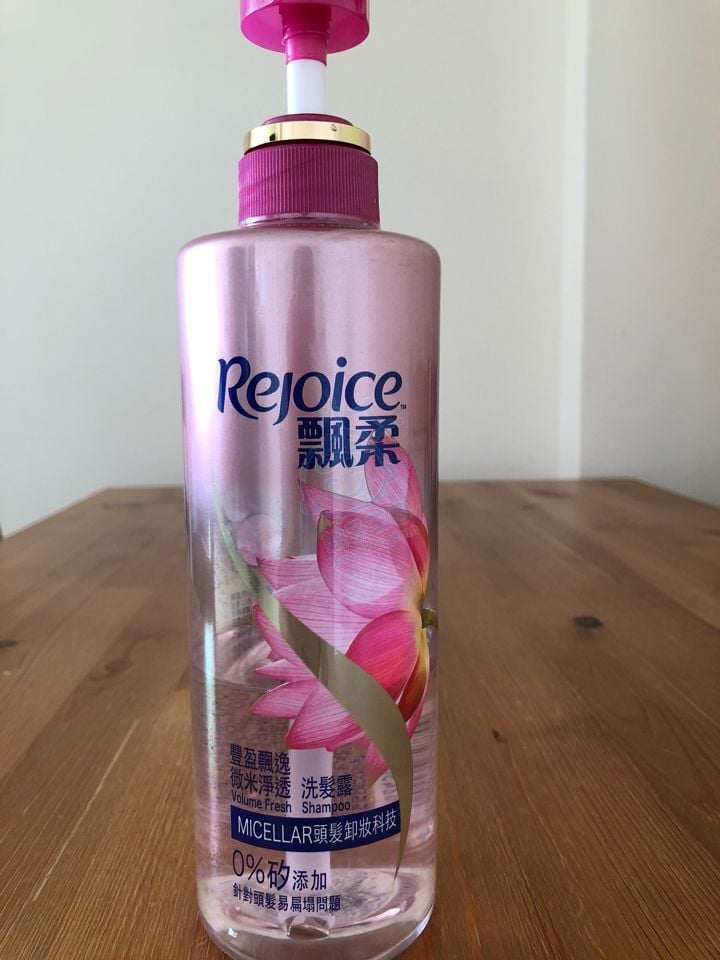 Rejoice™
飄柔
豐盈飄逸
微米淨透 洗髮露
Volume Fresh Shampoo
MICELLAR頭髮卸妝科技
0%矽添加
針對頭髮易扁塌問題